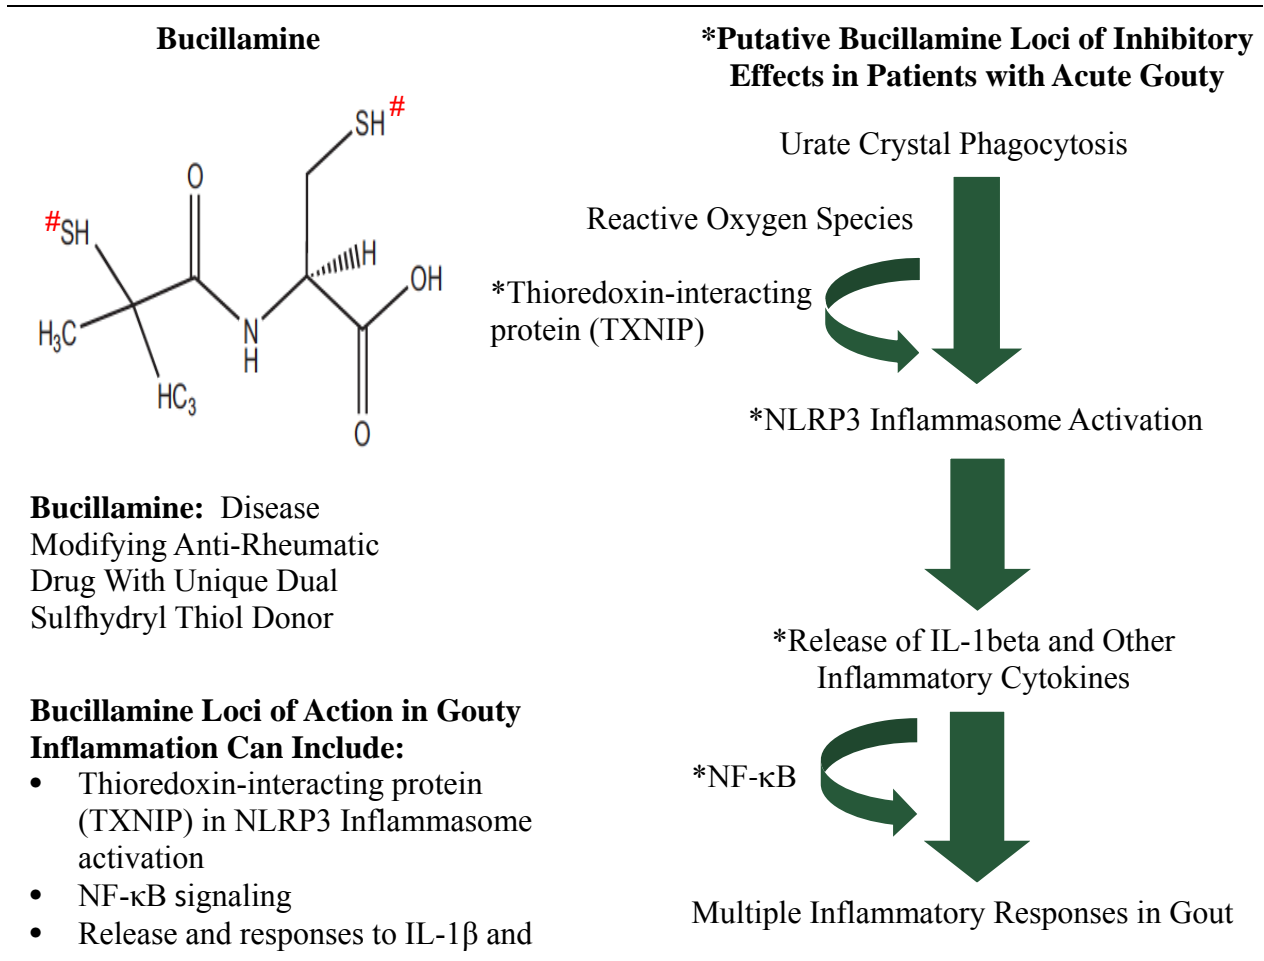 Bucillamine
#SH
O
SH#
H
OH
H₃C
N
H
HC₃
O
Bucillamine: Disease
Modifying Anti-Rheumatic
Drug With Unique Dual
Sulfhydryl Thiol Donor
Bucillamine Loci of Action in Gouty
Inflammation Can Include:
• Thioredoxin-interacting protein
(TXNIP) in NLRP3 Inflammasome
activation
• NF-κB signaling
• Release and responses to IL-1β and
*Putative Bucillamine Loci of Inhibitory
Effects in Patients with Acute Gouty
Urate Crystal Phagocytosis
Reactive Oxygen Species
*Thioredoxin-interacting
protein (TXNIP)
*NLRP3 Inflammasome Activation
*Release of IL-1beta and Other
Inflammatory Cytokines
*NF-κB
Multiple Inflammatory Responses in Gout